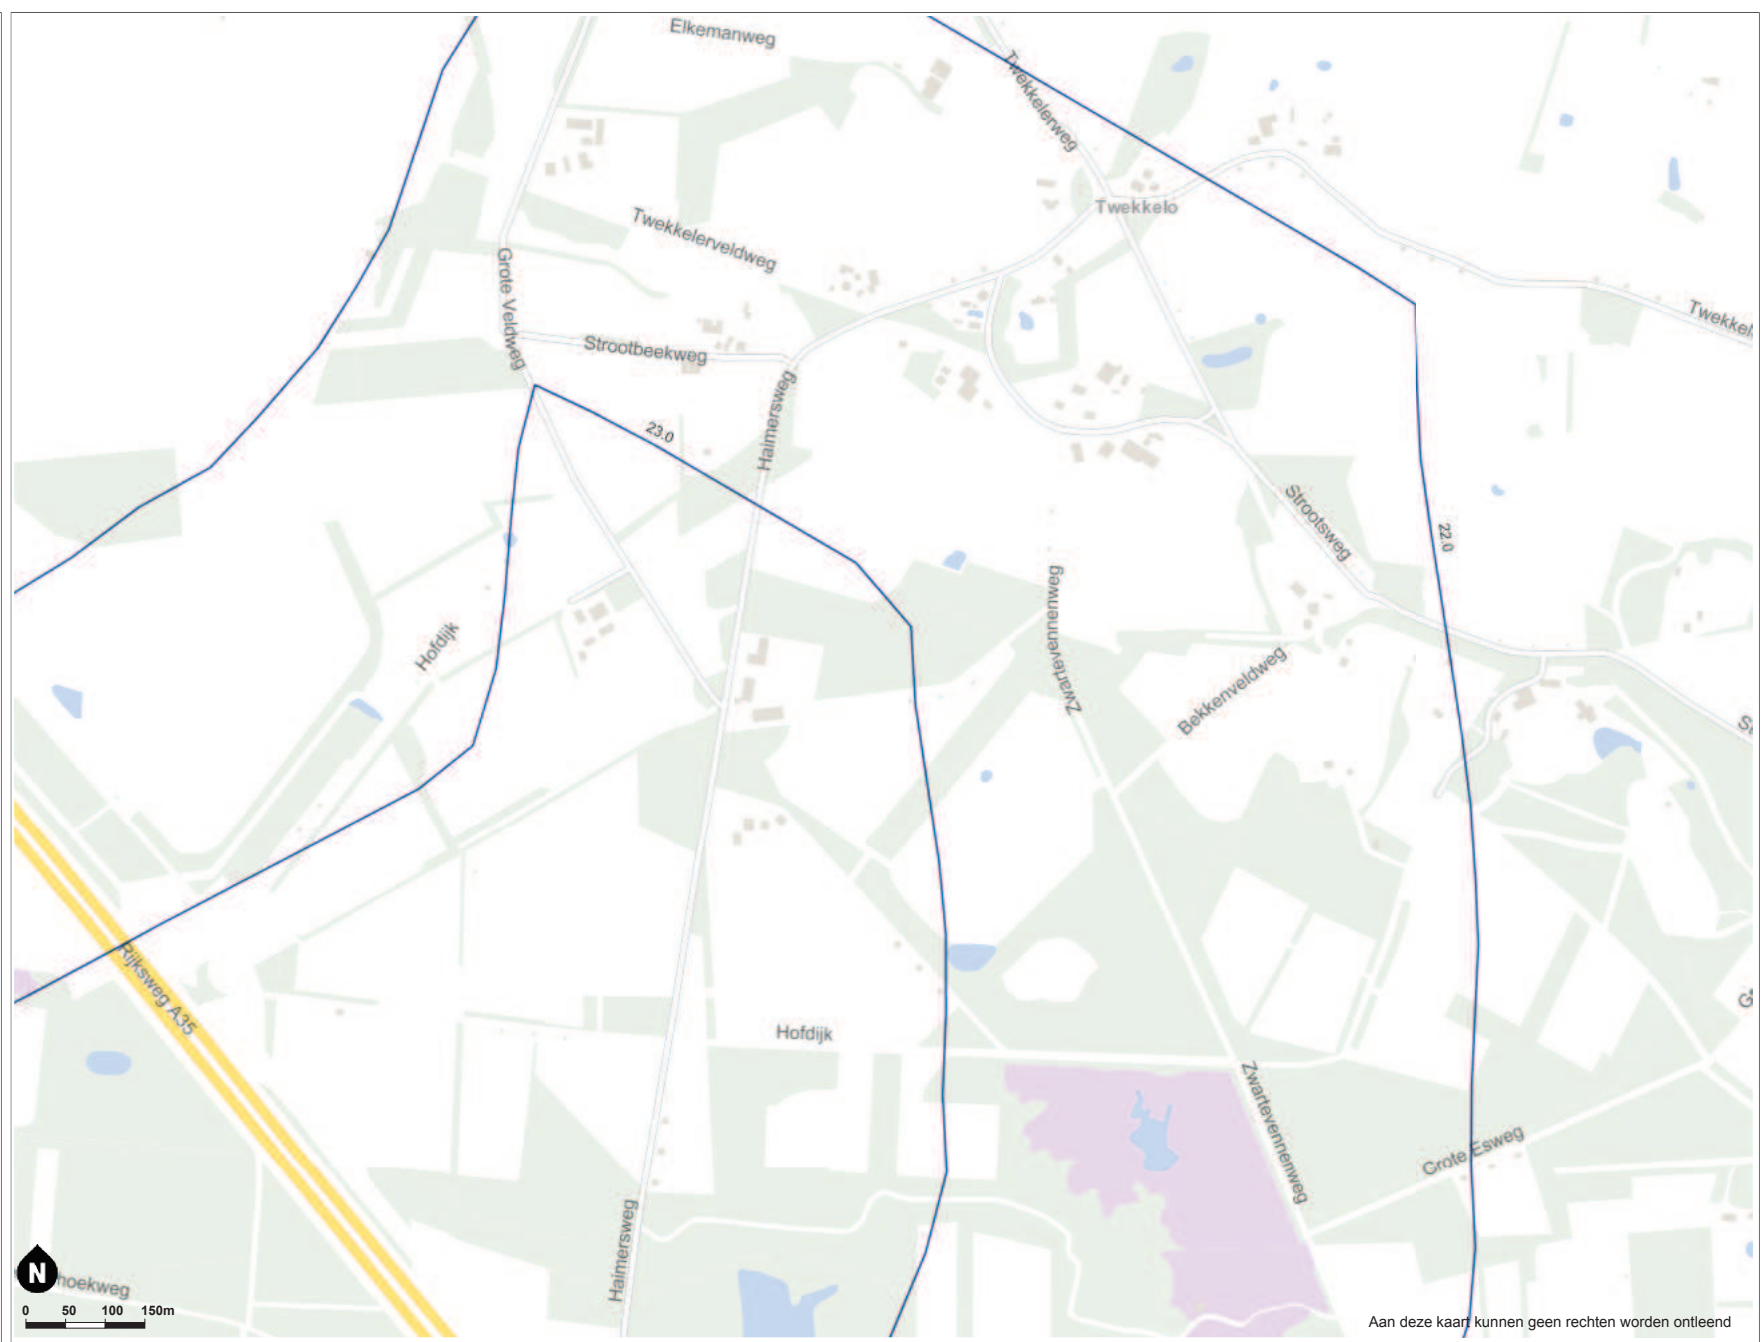 Elkemanweg
Twekkelerweg
Twekkelo
Twekkelerveldweg
Grote Veldweg
Strootbeekweg
Haimersweg
23.0
Strootsweg
22.0
Zwartevennenweg
Hofdijk
Bekkenveldweg
Rijksweg A35
Hofdijk
Zwartevennenweg
Grote Esweg
Haimersweg
N
0 50 100 150m
Aan deze kaart kunnen geen rechten worden ontleend